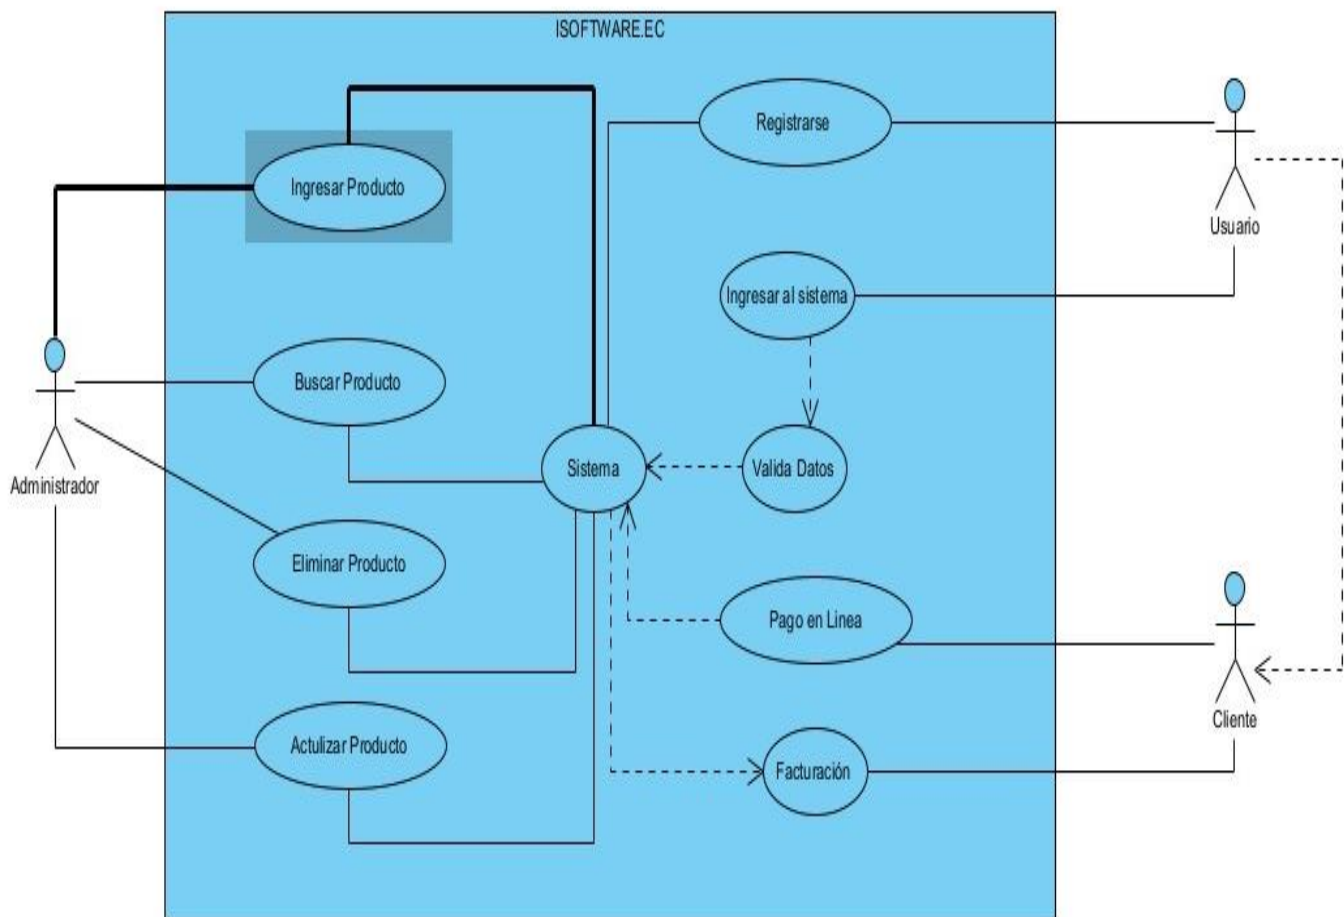 ISOFTWARE.EC
Registrarse
Ingresar Producto
Usuario
Ingresar al sistema
Buscar Producto
Sistema
Valida Datos
Administrador
Eliminar Producto
Pago en Linea
Cliente
Actulizar Producto
Facturación